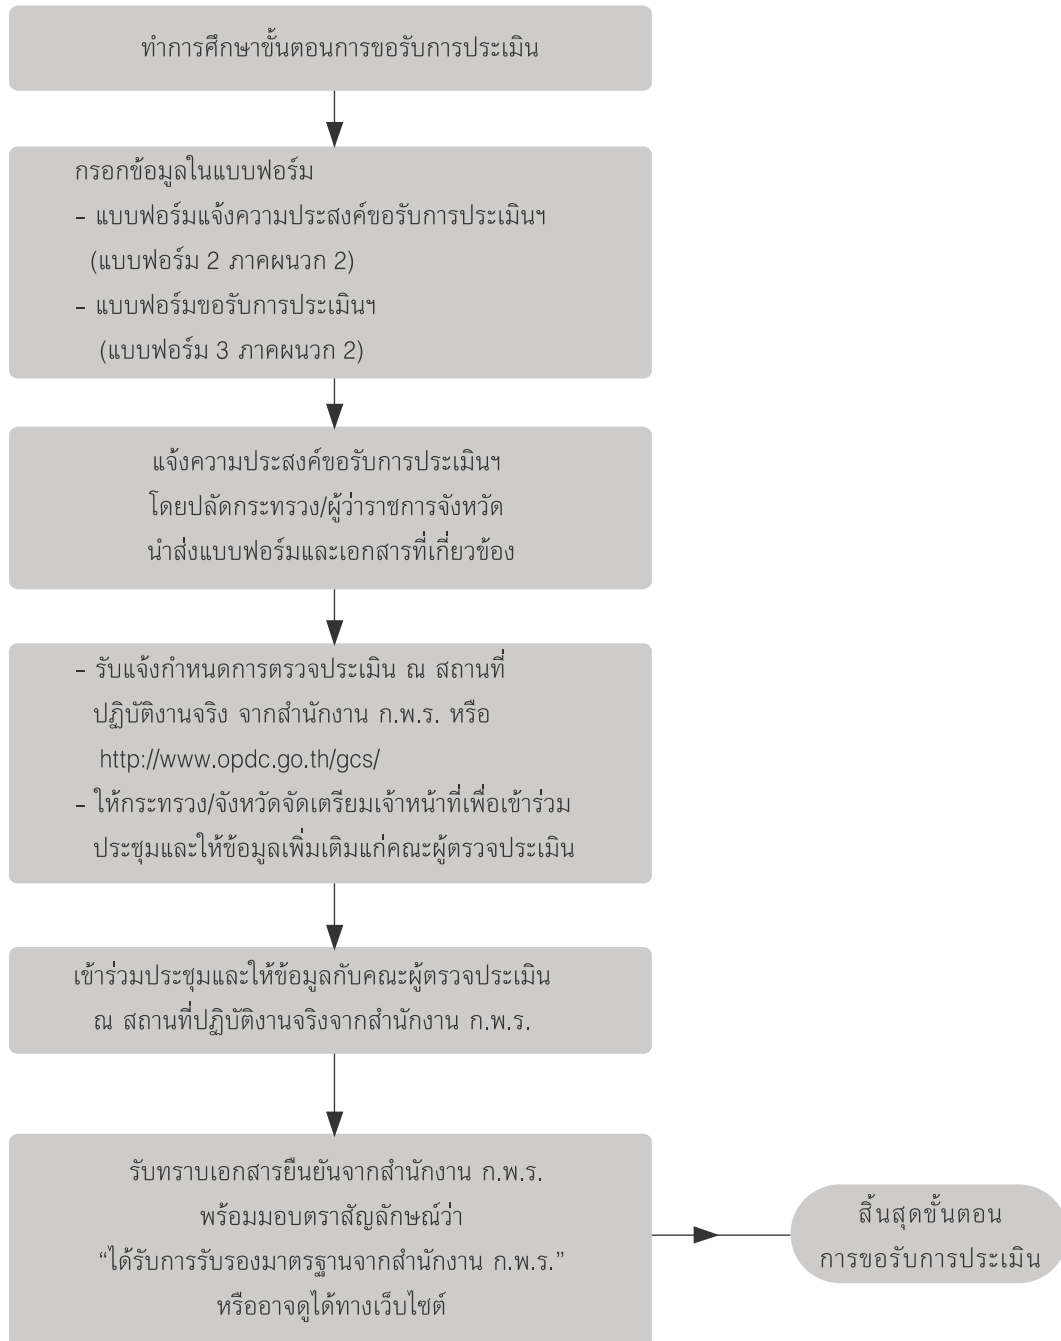 ทำการศึกษาขั้นตอนการขอรับการประเมิน
กรอกข้อมูลในแบบฟอร์ม
- แบบฟอร์มแจ้งความประสงค์ขอรับการประเมินฯ
(แบบฟอร์ม 2 ภาคผนวก 2)
- แบบฟอร์มขอรับการประเมินฯ
(แบบฟอร์ม 3 ภาคผนวก 2)
แจ้งความประสงค์ขอรับการประเมินฯ
โดยปลัดกระทรวง/ผู้ว่าราชการจังหวัด
นำส่งแบบฟอร์มและเอกสารที่เกี่ยวข้อง
- รับแจ้งกำหนดการตรวจประเมิน ณ สถานที่
ปฏิบัติงานจริง จากสำนักงาน ก.พ.ร. หรือ
http://www.opdc.go.th/gcs/
- ให้กระทรวง/จังหวัดจัดเตรียมเจ้าหน้าที่เพื่อเข้าร่วม
ประชุมและให้ข้อมูลเพิ่มเติมแก่คณะผู้ตรวจประเมิน
เข้าร่วมประชุมและให้ข้อมูลกับคณะผู้ตรวจประเมิน
ณ สถานที่ปฏิบัติงานจริงจากสำนักงาน ก.พ.ร.
รับทราบเอกสารยืนยันจากสำนักงาน ก.พ.ร.
พร้อมมอบตราสัญลักษณ์ว่า
“ได้รับการรับรองมาตรฐานจากสำนักงาน ก.พ.ร.”
หรืออาจดูได้ทางเว็บไซต์
สิ้นสุดขั้นตอน
การขอรับการประเมิน